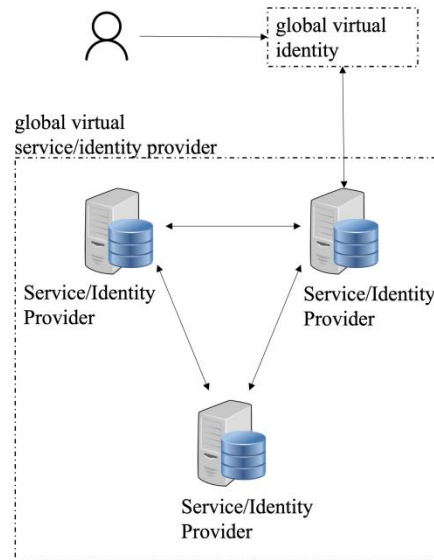 global virtual
identity
global virtual
service/identity provider
Service/Identity
Provider
Service/Identity
Provider
Service/Identity
Provider